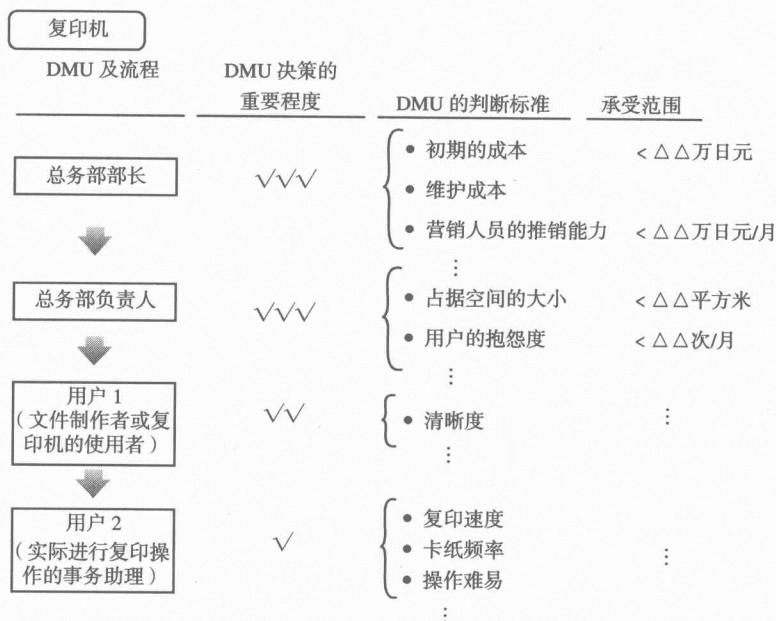 复印机
DMU 及流程
DMU 决策的
重要程度
DMU 的判断标准
承受范围
总务部部长
√√√
• 初期的成本
< △△万日元
• 维护成本
• 营销人员的推销能力
< △△万日元/月
⋮
总务部负责人
√√√
• 占据空间的大小
< △△平方米
• 用户的抱怨度
< △△次/月
⋮
用户 1
（文件制作者或复
印机的使用者）
√√
• 清晰度
⋮
⋮
用户 2
（实际进行复印操
作的事务助理）
√
• 复印速度
• 卡纸频率
• 操作难易
⋮
⋮